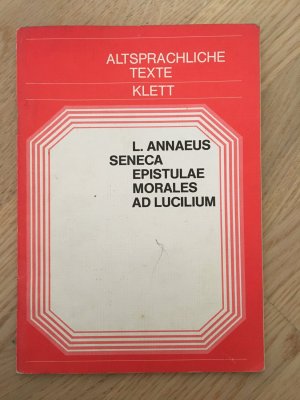 ALTSPRACHLICHE
TEXTE
KLETT
L. ANNAEUS
SENECA
EPISTULAE
MORALES
AD LUCILIUM